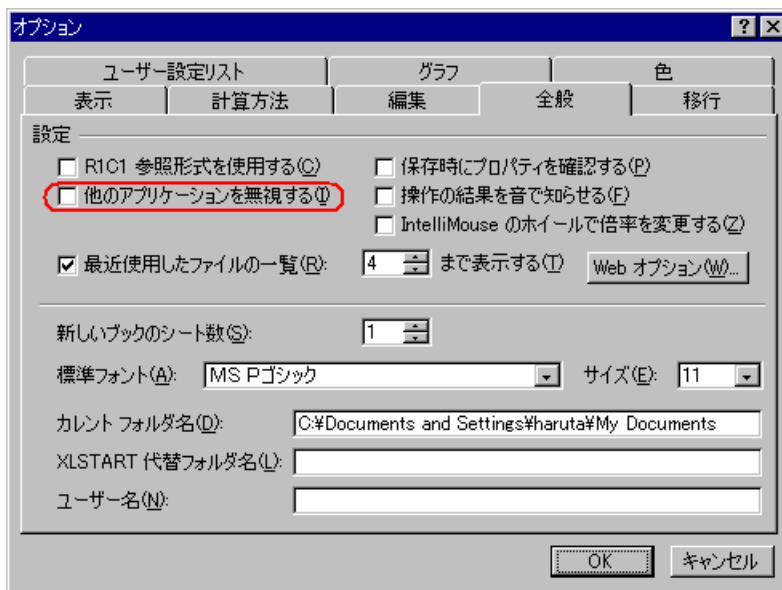 オプション
ユーザー設定リスト グラフ 色
表示 計算方法 編集 全般 移行
設定
R1C1 参照形式を使用する(C) 保存時にプロパティを確認する(P)
他のアプリケーションを無視する(I) 操作の結果を音で知らせる(F)
IntelliMouse のホイールで倍率を変更する(Z)
最近使用したファイルの一覧(R): 4 まで表示する(T) Web オプション(W)...
新しいブックのシート数(S): 1
標準フォント(A): MS Pゴシック サイズ(E): 11
カレント フォルダ名(D): C:¥Documents and Settings¥haruta¥My Documents
XLSTART 代替フォルダ名(L):
ユーザー名(N):
OK キャンセル